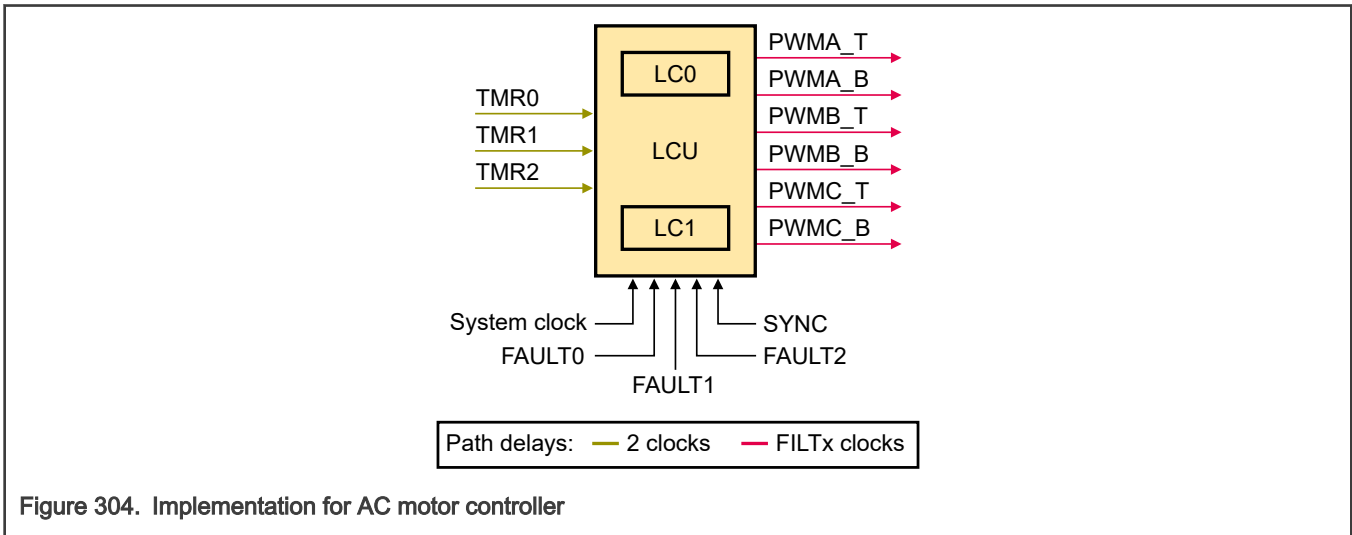 PWMA_T
LC0
PWMA_B
TMR0
PWMB_T
TMR1
LCU
PWMB_B
TMR2
PWMC_T
LC1
PWMC_B
System clock
SYNC
FAULT0
FAULT2
FAULT1
Path delays: 2 clocks FILTx clocks
Figure 304. Implementation for AC motor controller